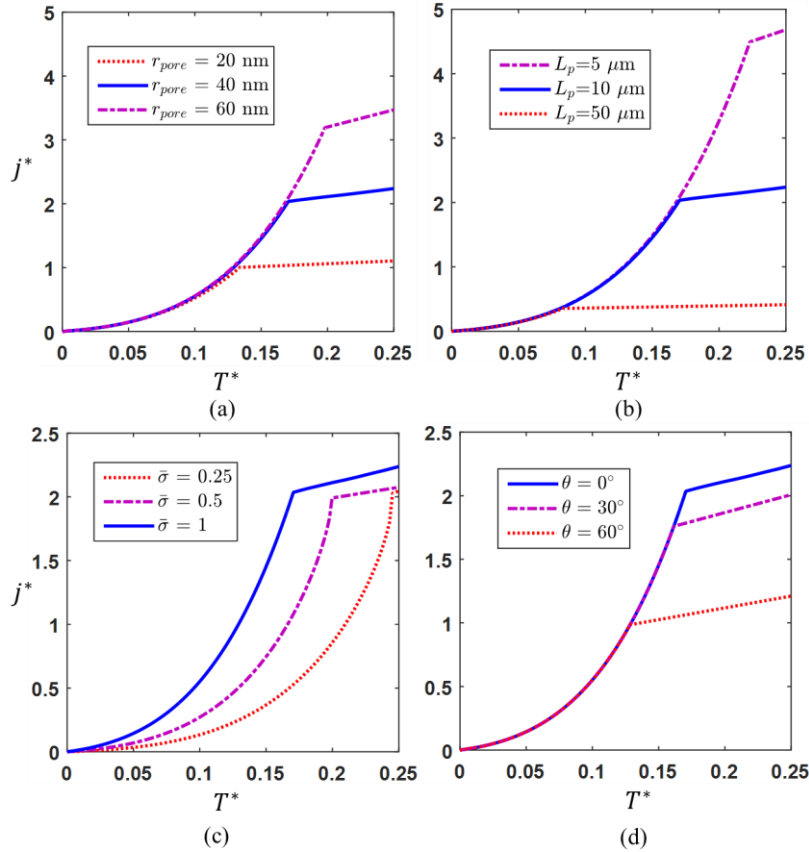 5
4
3
2
1
0
j*
r_pore = 20 nm
r_pore = 40 nm
r_pore = 60 nm
0 0.05 0.1 0.15 0.2 0.25
T*
(a)
5
4
3
2
1
0
L_p=5 μm
L_p=10 μm
L_p=50 μm
0 0.05 0.1 0.15 0.2 0.25
T*
(b)
2.5
2
1.5
1
0.5
0
j*
σ̄ = 0.25
σ̄ = 0.5
σ̄ = 1
0 0.05 0.1 0.15 0.2 0.25
T*
(c)
2.5
2
1.5
1
0.5
0
θ = 0°
θ = 30°
θ = 60°
0 0.05 0.1 0.15 0.2 0.25
T*
(d)